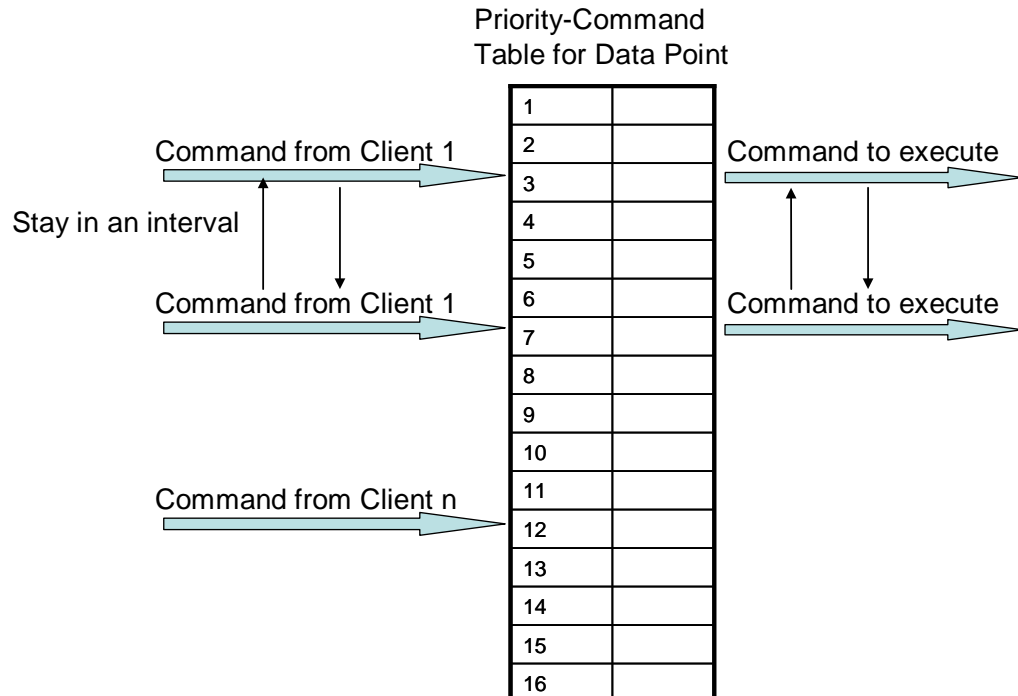 Priority-Command
Table for Data Point
1
2
Command from Client 1
Command to execute
3
4
Stay in an interval
5
6
Command from Client 1
Command to execute
7
8
9
10
11
Command from Client n
12
13
14
15
16